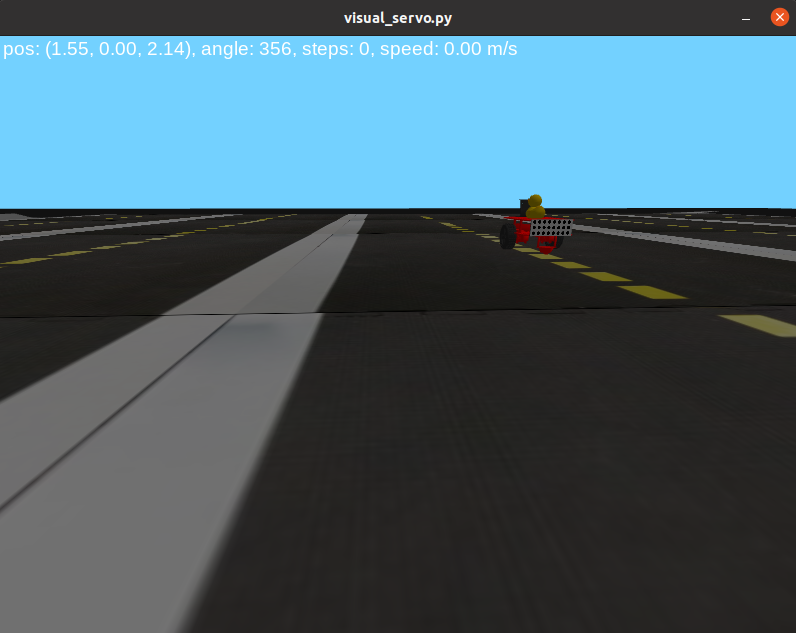 visual_servo.py
pos: (1.55, 0.00, 2.14), angle: 356, steps: 0, speed: 0.00 m/s